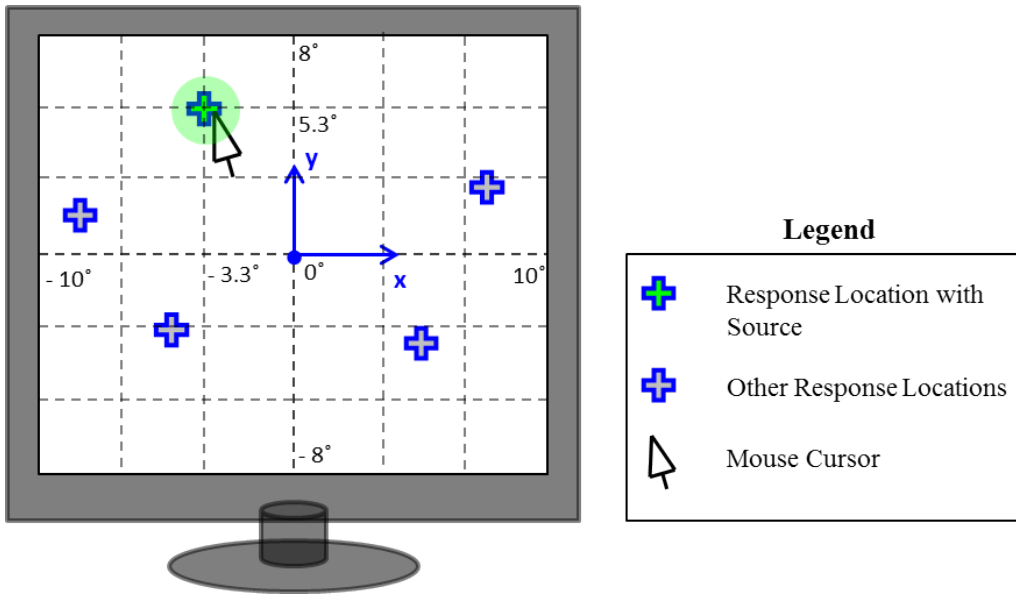 8˚
5.3˚
y
- 10˚
- 3.3˚
0˚
10˚
x
- 8˚
Legend
Response Location with
Source
Other Response Locations
Mouse Cursor